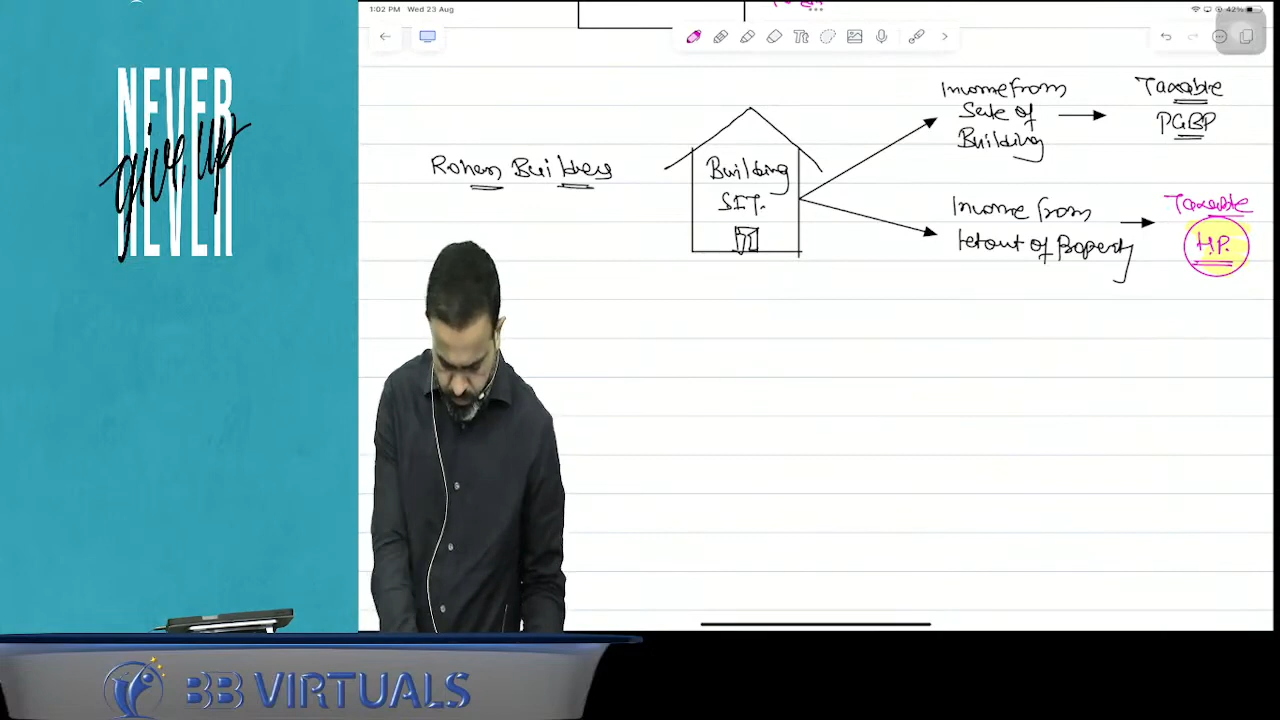 1:02 PM Wed 23 Aug
42%
NEVER
give up
NEVER
Rohan Builders
Building
SIT.
Income from
Sale of
Building
Taxable
PGBP
Income from
letout of Property
Taxable
H.P.
BB VIRTUALS